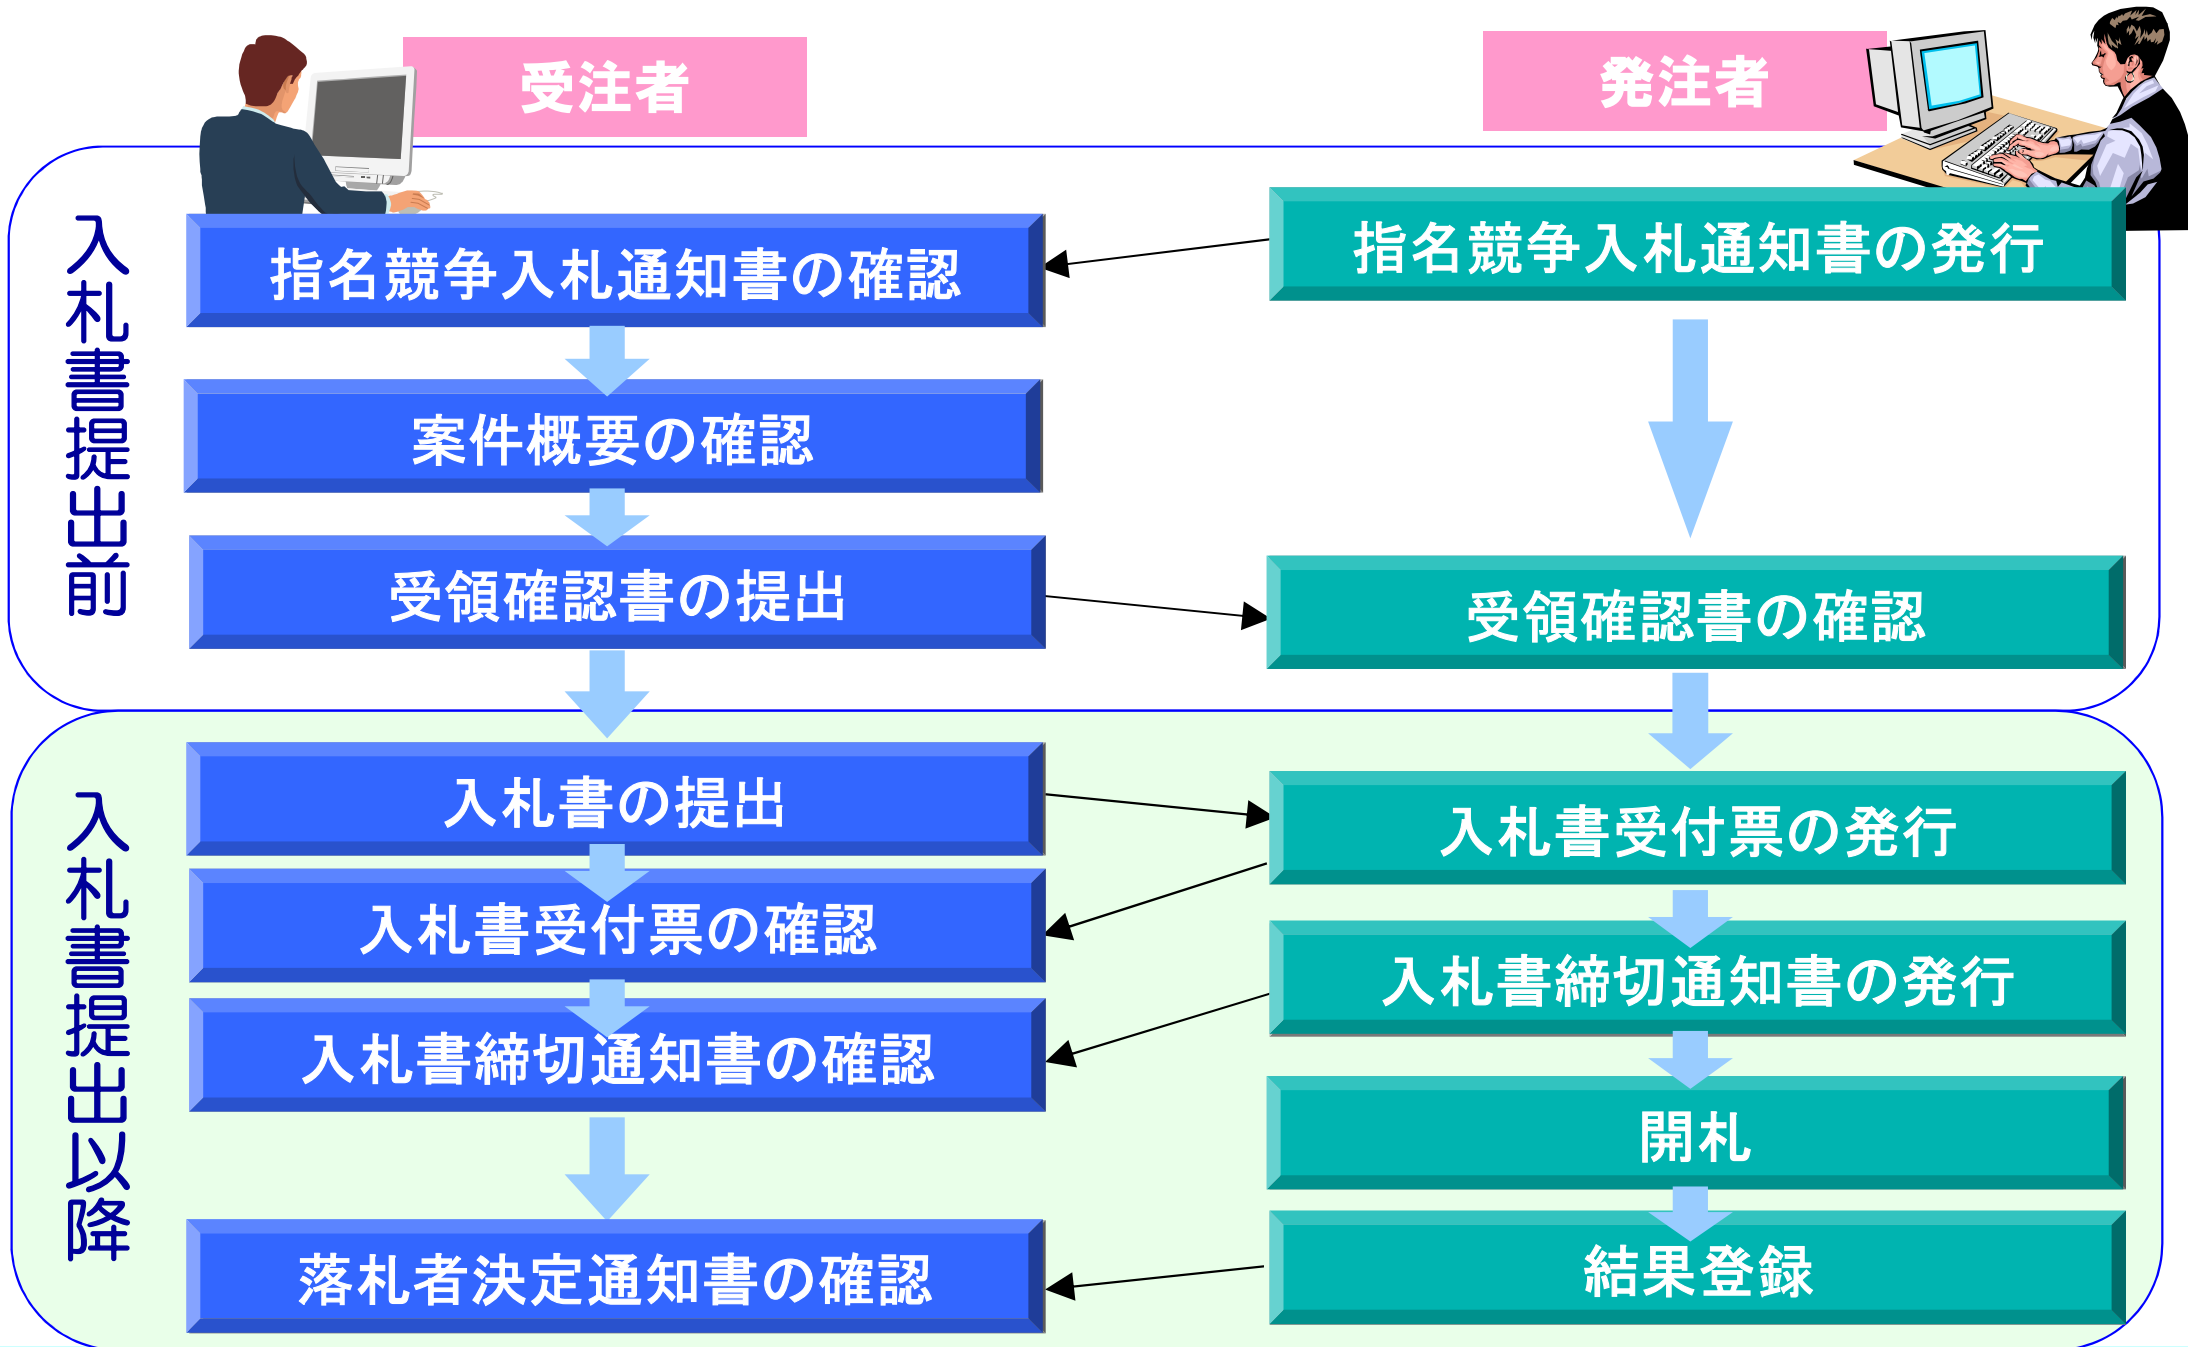 受注者
発注者
入札書提出前
指名競争入札通知書の確認
指名競争入札通知書の発行
案件概要の確認
受領確認書の提出
受領確認書の確認
入札書提出以降
入札書の提出
入札書受付票の発行
入札書受付票の確認
入札書締切通知書の発行
入札書締切通知書の確認
開札
落札者決定通知書の確認
結果登録